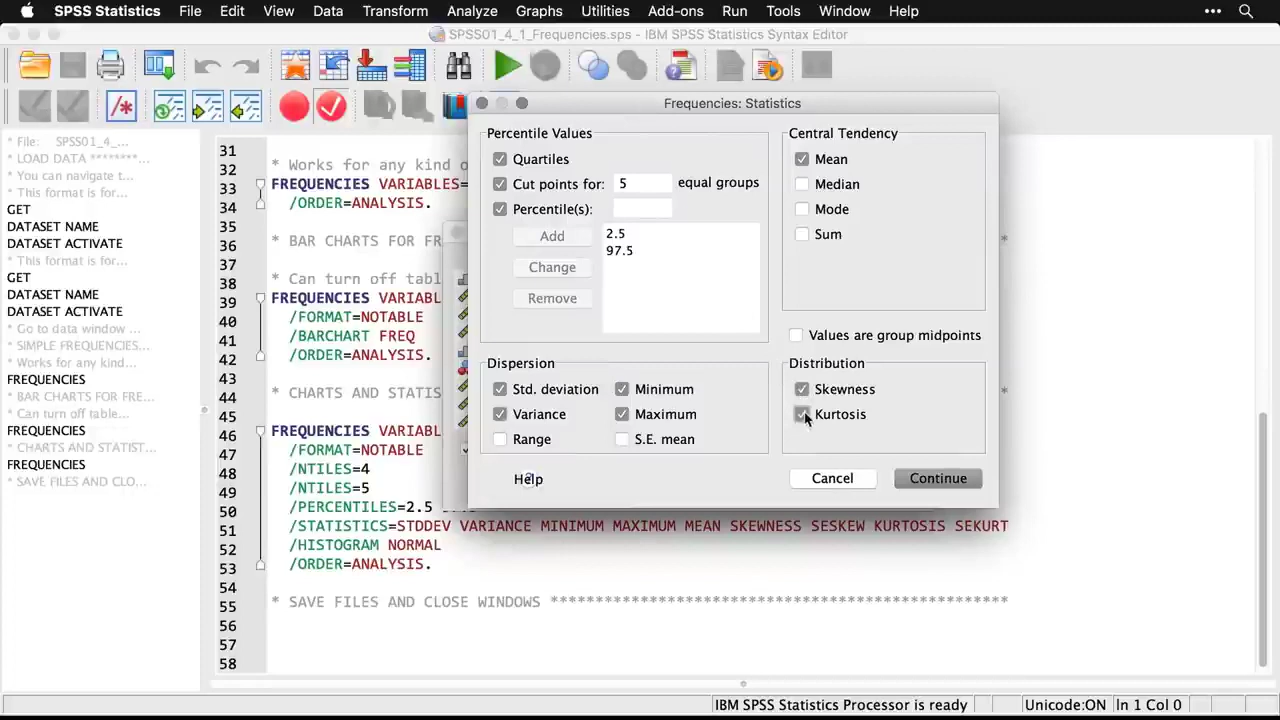 SPSS Statistics File Edit View Data Transform Analyze Graphs Utilities Add-ons Run Tools Window Help
SPSS01_4_1_Frequencies.sps - IBM SPSS Statistics Syntax Editor
Frequencies: Statistics
Percentile Values
Quartiles
Cut points for: 5 equal groups
Percentile(s):
Add
Change
Remove
2.5
97.5
Central Tendency
Mean
Median
Mode
Sum
Values are group midpoints
Dispersion
Std. deviation Minimum
Variance Maximum
Range S.E. mean
Distribution
Skewness
Kurtosis
Help
Cancel Continue
* File: SPSS01_4_...
* LOAD DATA ********...
* You can navigate t...
* This format is for...
GET
DATASET NAME
DATASET ACTIVATE
* This format is for...
GET
DATASET NAME
DATASET ACTIVATE
* Go to data window ...
* SIMPLE FREQUENCIES...
* Works for any kind...
FREQUENCIES
* BAR CHARTS FOR FRE...
* Can turn off table...
FREQUENCIES
* CHARTS AND STATIST...
FREQUENCIES
* SAVE FILES AND CLO...
31
32 * Works for any kind o
33 FREQUENCIES VARIABLES=
34 /ORDER=ANALYSIS.
35
36 * BAR CHARTS FOR FR *
37
38 * Can turn off tabl
39 FREQUENCIES VARIABL
40 /FORMAT=NOTABLE
41 /BARCHART FREQ
42 /ORDER=ANALYSIS.
43
44 * CHARTS AND STATIS *
45
46 FREQUENCIES VARIABL
47 /FORMAT=NOTABLE
48 /NTILES=4
49 /NTILES=5
50 /PERCENTILES=2.5
51 /STATISTICS=STDDEV VARIANCE MINIMUM MAXIMUM MEAN SKEWNESS SESKEW KURTOSIS SEKURT
52 /HISTOGRAM NORMAL
53 /ORDER=ANALYSIS.
54
55 * SAVE FILES AND CLOSE WINDOWS **************************************************
56
57
58
IBM SPSS Statistics Processor is ready Unicode:ON In 1 Col 0